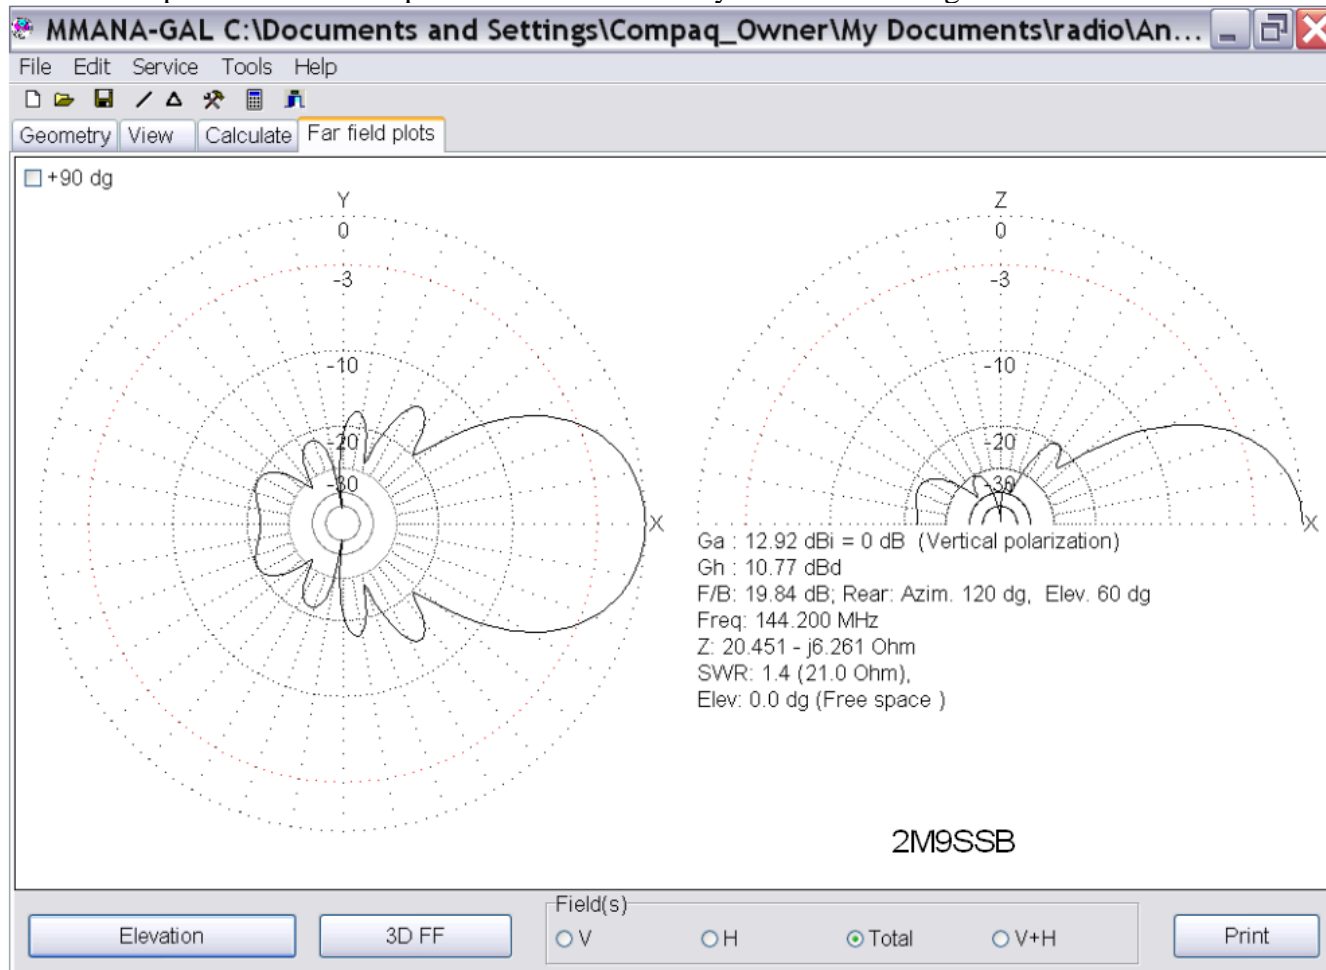 MMANA-GAL C:\Documents and Settings\Compaq_Owner\My Documents\radio\An...
File Edit Service Tools Help
Geometry View Calculate Far field plots
+90 dg
Y
0
-3
-10
-20
-30
X
Z
0
-3
-10
-20
-30
X
Ga : 12.92 dBi = 0 dB (Vertical polarization)
Gh : 10.77 dBd
F/B: 19.84 dB; Rear: Azim. 120 dg, Elev. 60 dg
Freq: 144.200 MHz
Z: 20.451 - j6.261 Ohm
SWR: 1.4 (21.0 Ohm),
Elev: 0.0 dg (Free space )
2M9SSB
Field(s)
Elevation 3D FF V H Total V+H Print